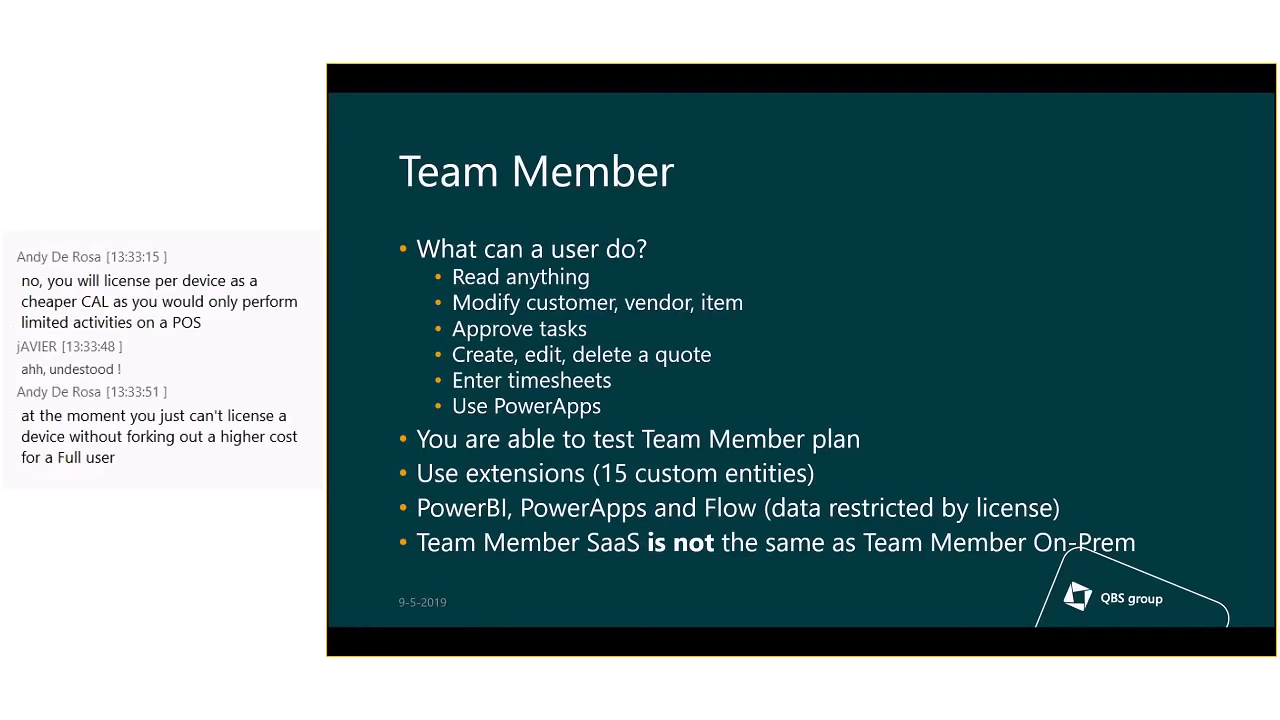 Andy De Rosa [13:33:15 ]
no, you will license per device as a
cheaper CAL as you would only perform
limited activities on a POS
jAVIER [13:33:48 ]
ahh, undestood !
Andy De Rosa [13:33:51 ]
at the moment you just can't license a
device without forking out a higher cost
for a Full user
Team Member
• What can a user do?
• Read anything
• Modify customer, vendor, item
• Approve tasks
• Create, edit, delete a quote
• Enter timesheets
• Use PowerApps
• You are able to test Team Member plan
• Use extensions (15 custom entities)
• PowerBI, PowerApps and Flow (data restricted by license)
• Team Member SaaS is not the same as Team Member On-Prem
9-5-2019
QBS group